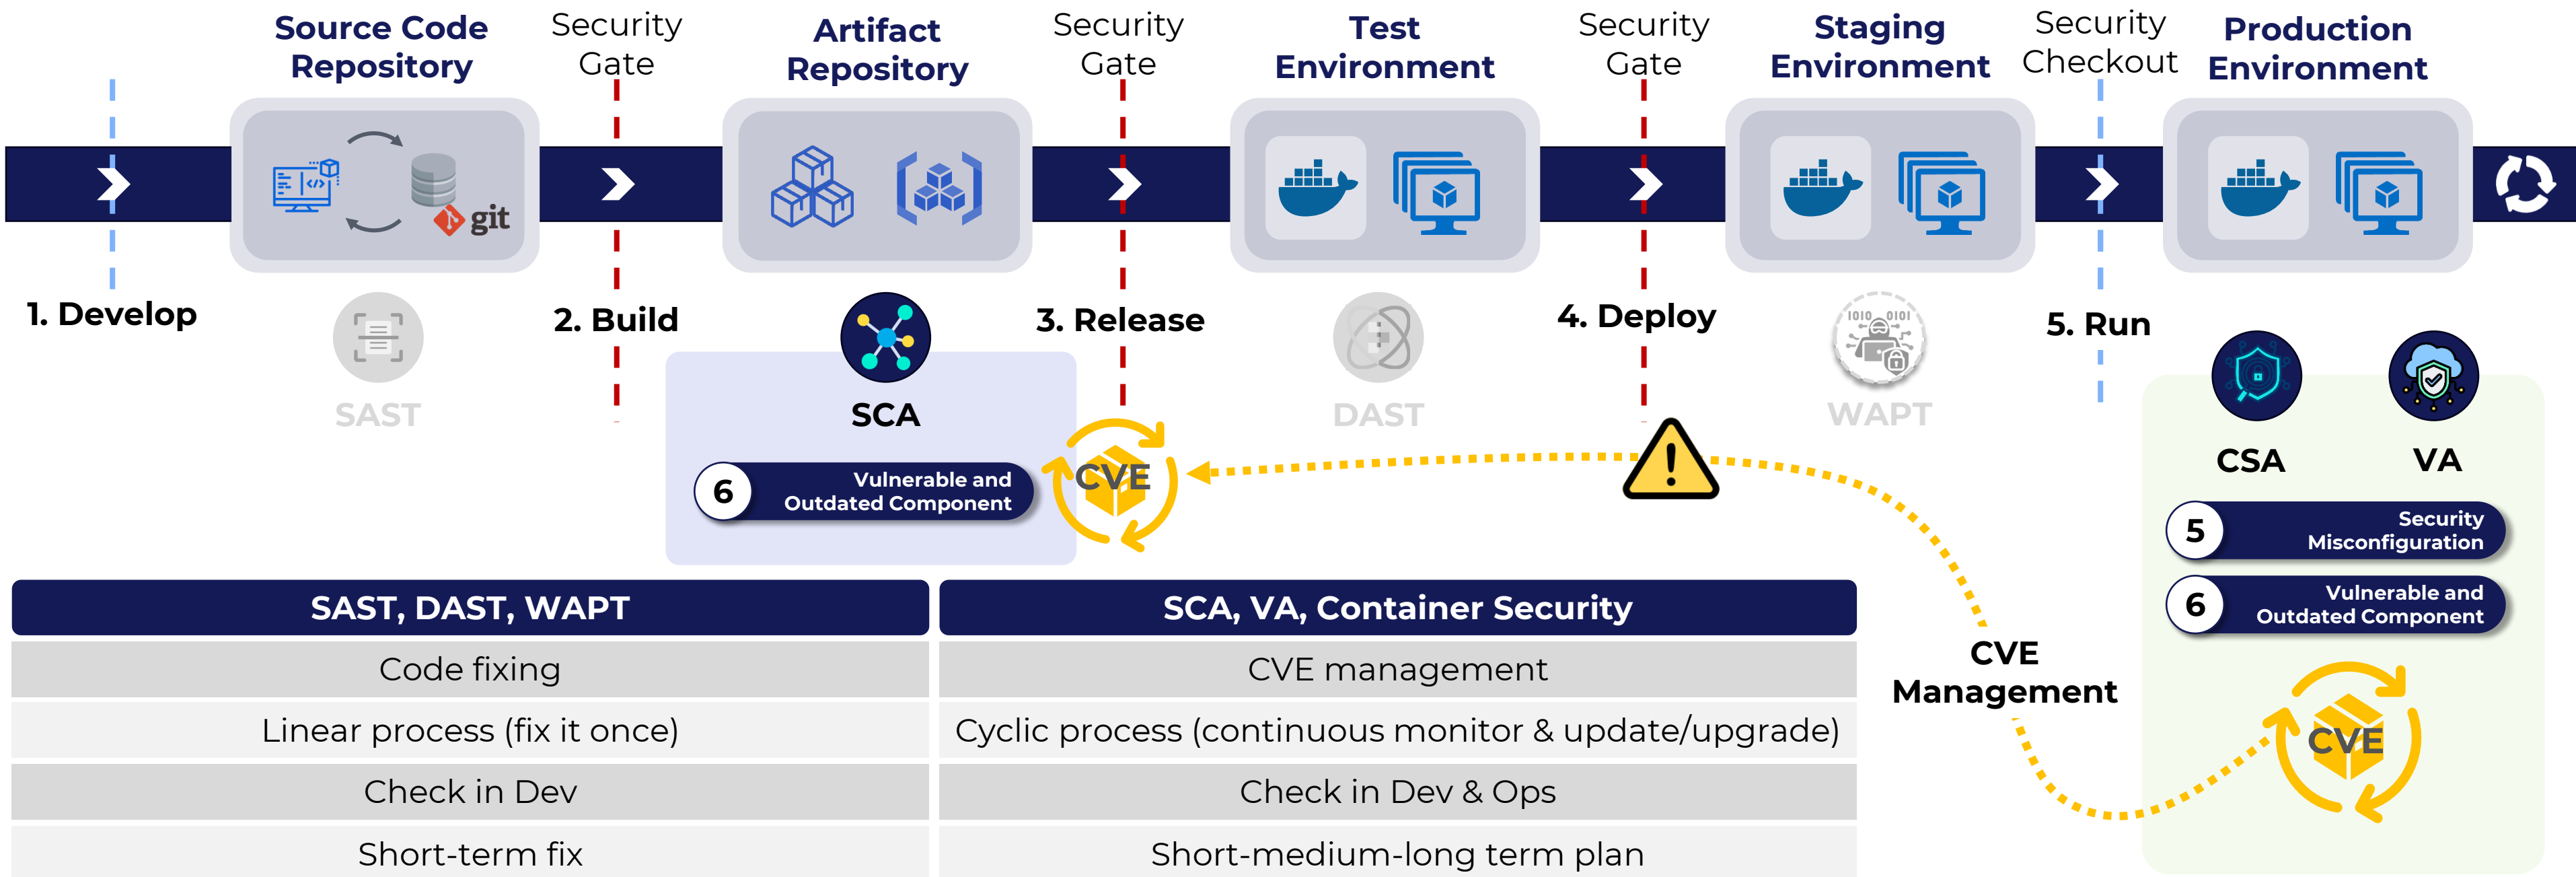 Source Code
Repository
Security
Gate
Artifact
Repository
Security
Gate
Test
Environment
Security
Gate
Staging
Environment
Security
Checkout
Production
Environment
git
1. Develop
2. Build
3. Release
4. Deploy
5. Run
1010 0101
SAST
SCA
DAST
WAPT
CSA
VA
6
Vulnerable and
Outdated Component
CVE
5
Security
Misconfiguration
6
Vulnerable and
Outdated Component
CVE
Management
CVE
SAST, DAST, WAPT
SCA, VA, Container Security
Code fixing
CVE management
Linear process (fix it once)
Cyclic process (continuous monitor & update/upgrade)
Check in Dev
Check in Dev & Ops
Short-term fix
Short-medium-long term plan